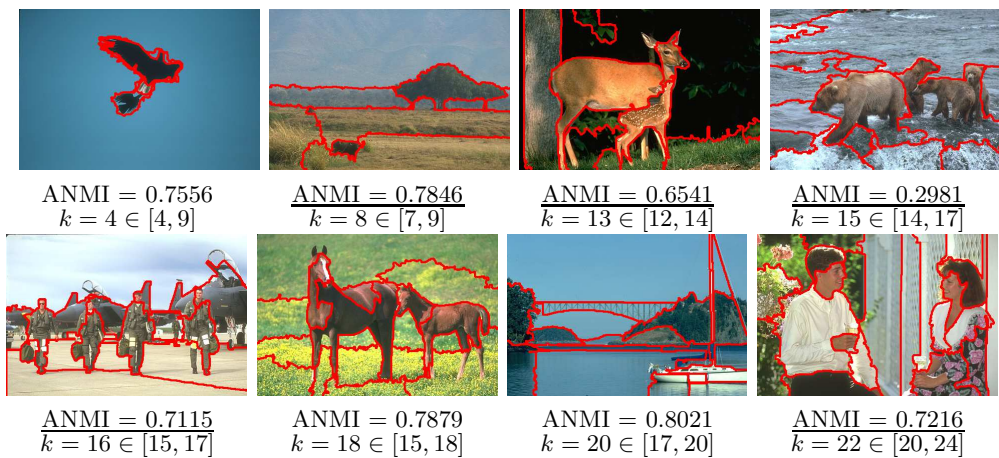 ANMI = 0.7556
k = 4 ∈ [4, 9]
ANMI = 0.7846
k = 8 ∈ [7, 9]
ANMI = 0.6541
k = 13 ∈ [12, 14]
ANMI = 0.2981
k = 15 ∈ [14, 17]
ANMI = 0.7115
k = 16 ∈ [15, 17]
ANMI = 0.7879
k = 18 ∈ [15, 18]
ANMI = 0.8021
k = 20 ∈ [17, 20]
ANMI = 0.7216
k = 22 ∈ [20, 24]